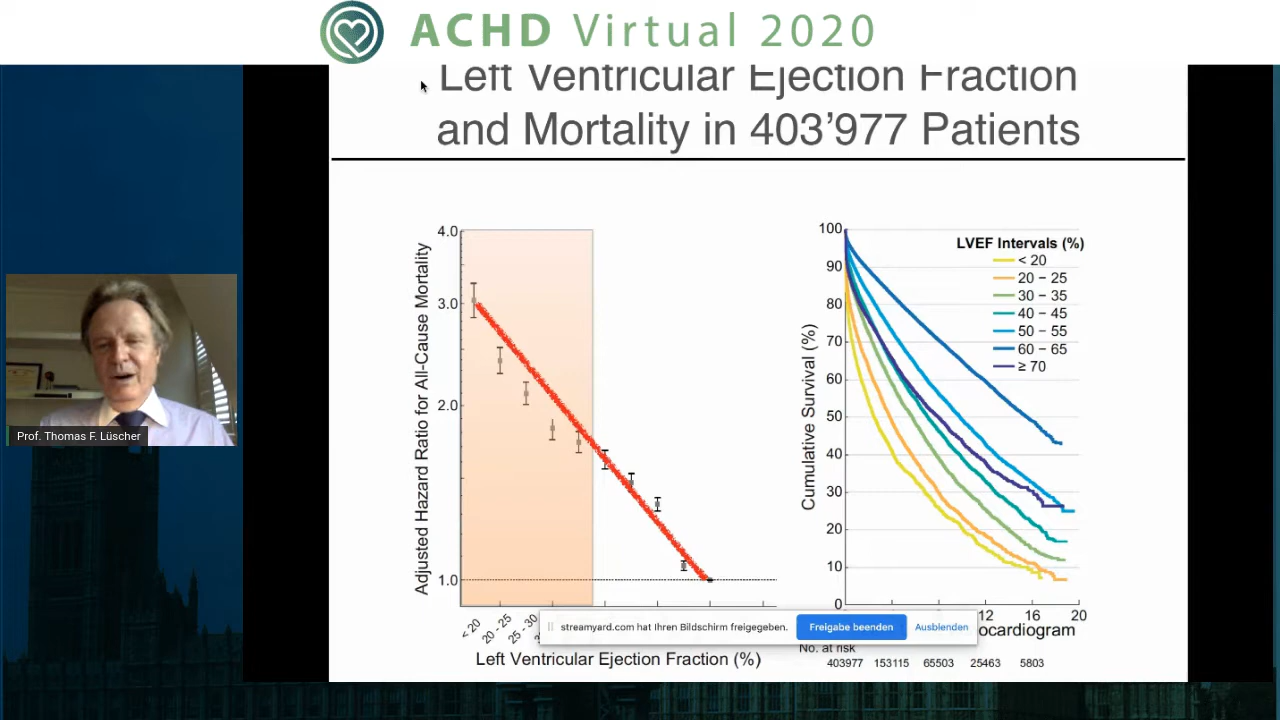 ACHD Virtual 2020
Left Ventricular Ejection Fraction
and Mortality in 403’977 Patients
Adjusted Hazard Ratio for All-Cause Mortality
4.0
3.0
2.0
1.0
< 20
20 - 25
25 - 30
Left Ventricular Ejection Fraction (%)
Cumulative Survival (%)
100
90
80
70
60
50
40
30
20
10
0
LVEF Intervals (%)
< 20
20 − 25
30 − 35
40 − 45
50 − 55
60 − 65
≥ 70
12 16 20
ocardiogram
No. at risk
403977 153115 65503 25463 5803
Prof. Thomas F. Lüscher
streamyard.com hat Ihren Bildschirm freigegeben.
Freigabe beenden
Ausblenden